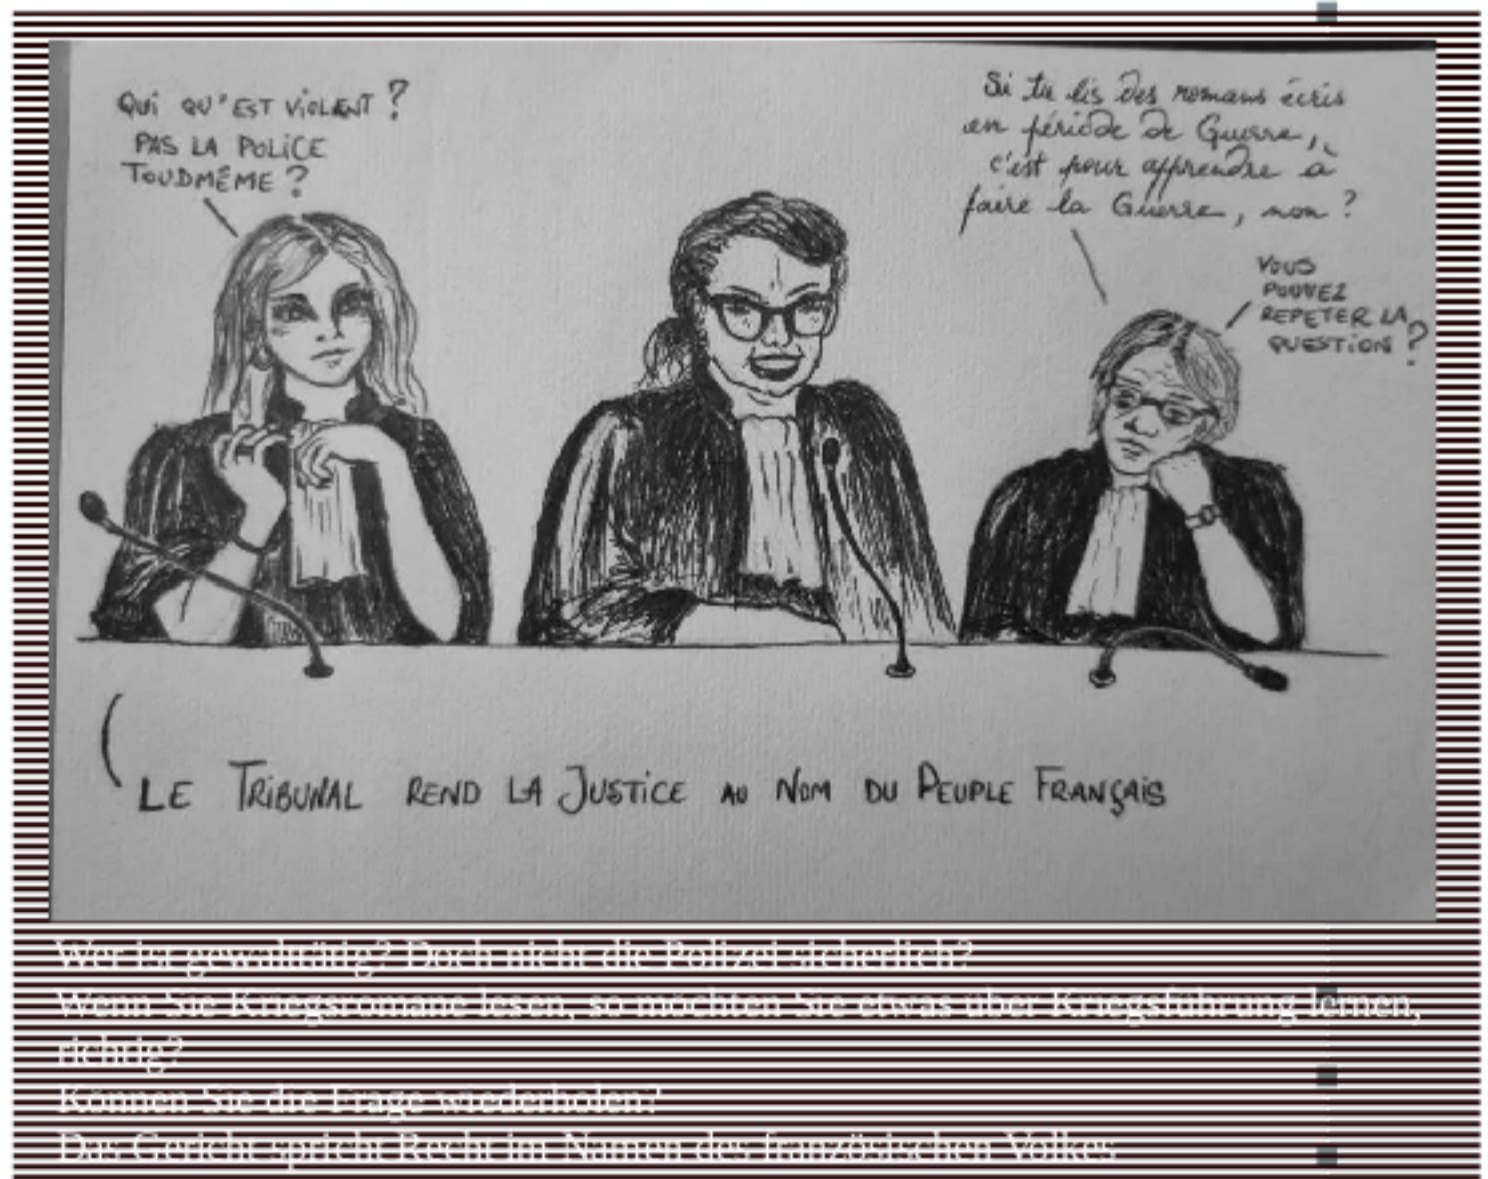 QUI QU'EST VIOLENT ?
PAS LA POLICE
TOUDMÊME ?
Si tu lis des romans écris
en période de Guerre,
c'est pour apprendre à
faire la Guerre, non ?
VOUS
POUVEZ
REPETER LA
QUESTION ?
LE TRIBUNAL REND LA JUSTICE AU NOM DU PEUPLE FRANÇAIS
Wer ist gewalttätig? Doch nicht die Polizei sicherlich?
Wenn Sie Kriegsromane lesen, so möchten Sie etwas über Kriegsführung lernen,
richtig?
Können Sie die Frage wiederholen?
Das Gericht spricht Recht im Namen des französischen Volkes